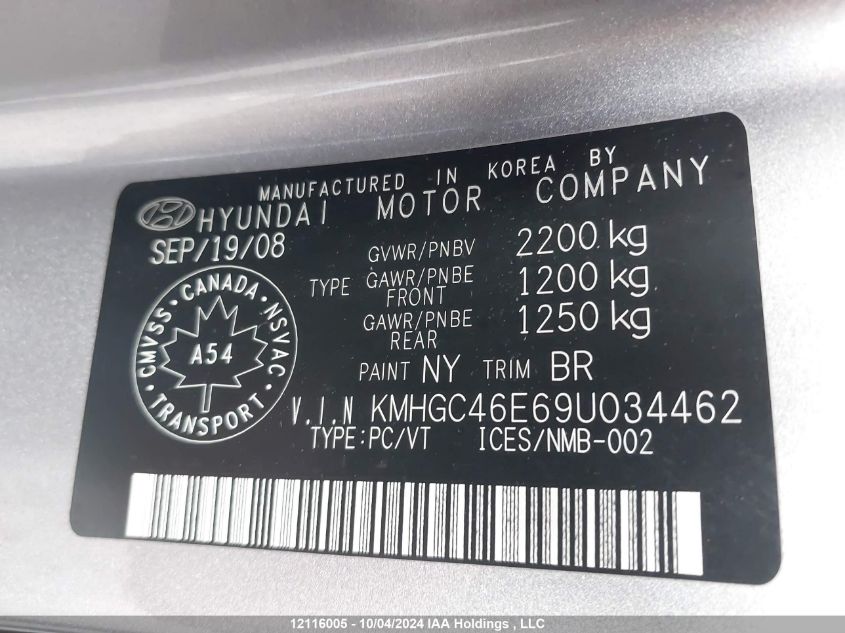 MANUFACTURED IN KOREA BY
HYUNDAI MOTOR COMPANY
SEP/19/08
GVWR/PNBV 2200 kg
TYPE GAWR/PNBE FRONT 1200 kg
GAWR/PNBE REAR 1250 kg
CMVSS · CANADA · NSVAC · TRANSPORT ·
A54
PAINT NY TRIM BR
V.I.N KMHGC46E69U034462
TYPE:PC/VT ICES/NMB-002
12116005 - 10/04/2024 IAA Holdings , LLC